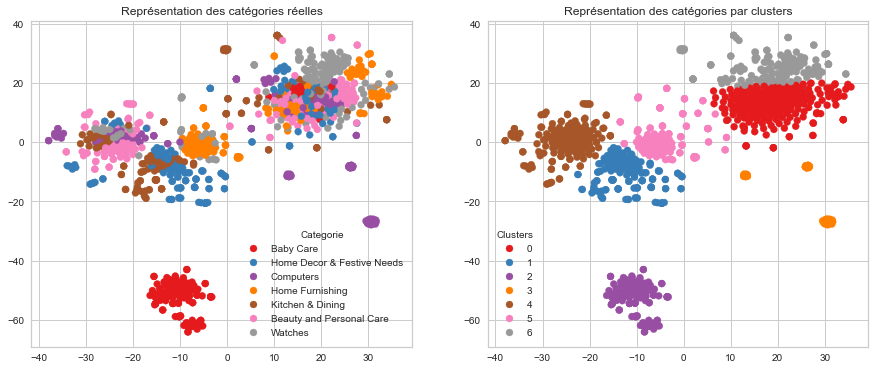 Représentation des catégories réelles
40
20
0
−20
−40
−60
−40 −30 −20 −10 0 10 20 30
Categorie
Baby Care
Home Decor & Festive Needs
Computers
Home Furnishing
Kitchen & Dining
Beauty and Personal Care
Watches
Représentation des catégories par clusters
40
20
0
−20
−40
−60
−40 −30 −20 −10 0 10 20 30
Clusters
0
1
2
3
4
5
6